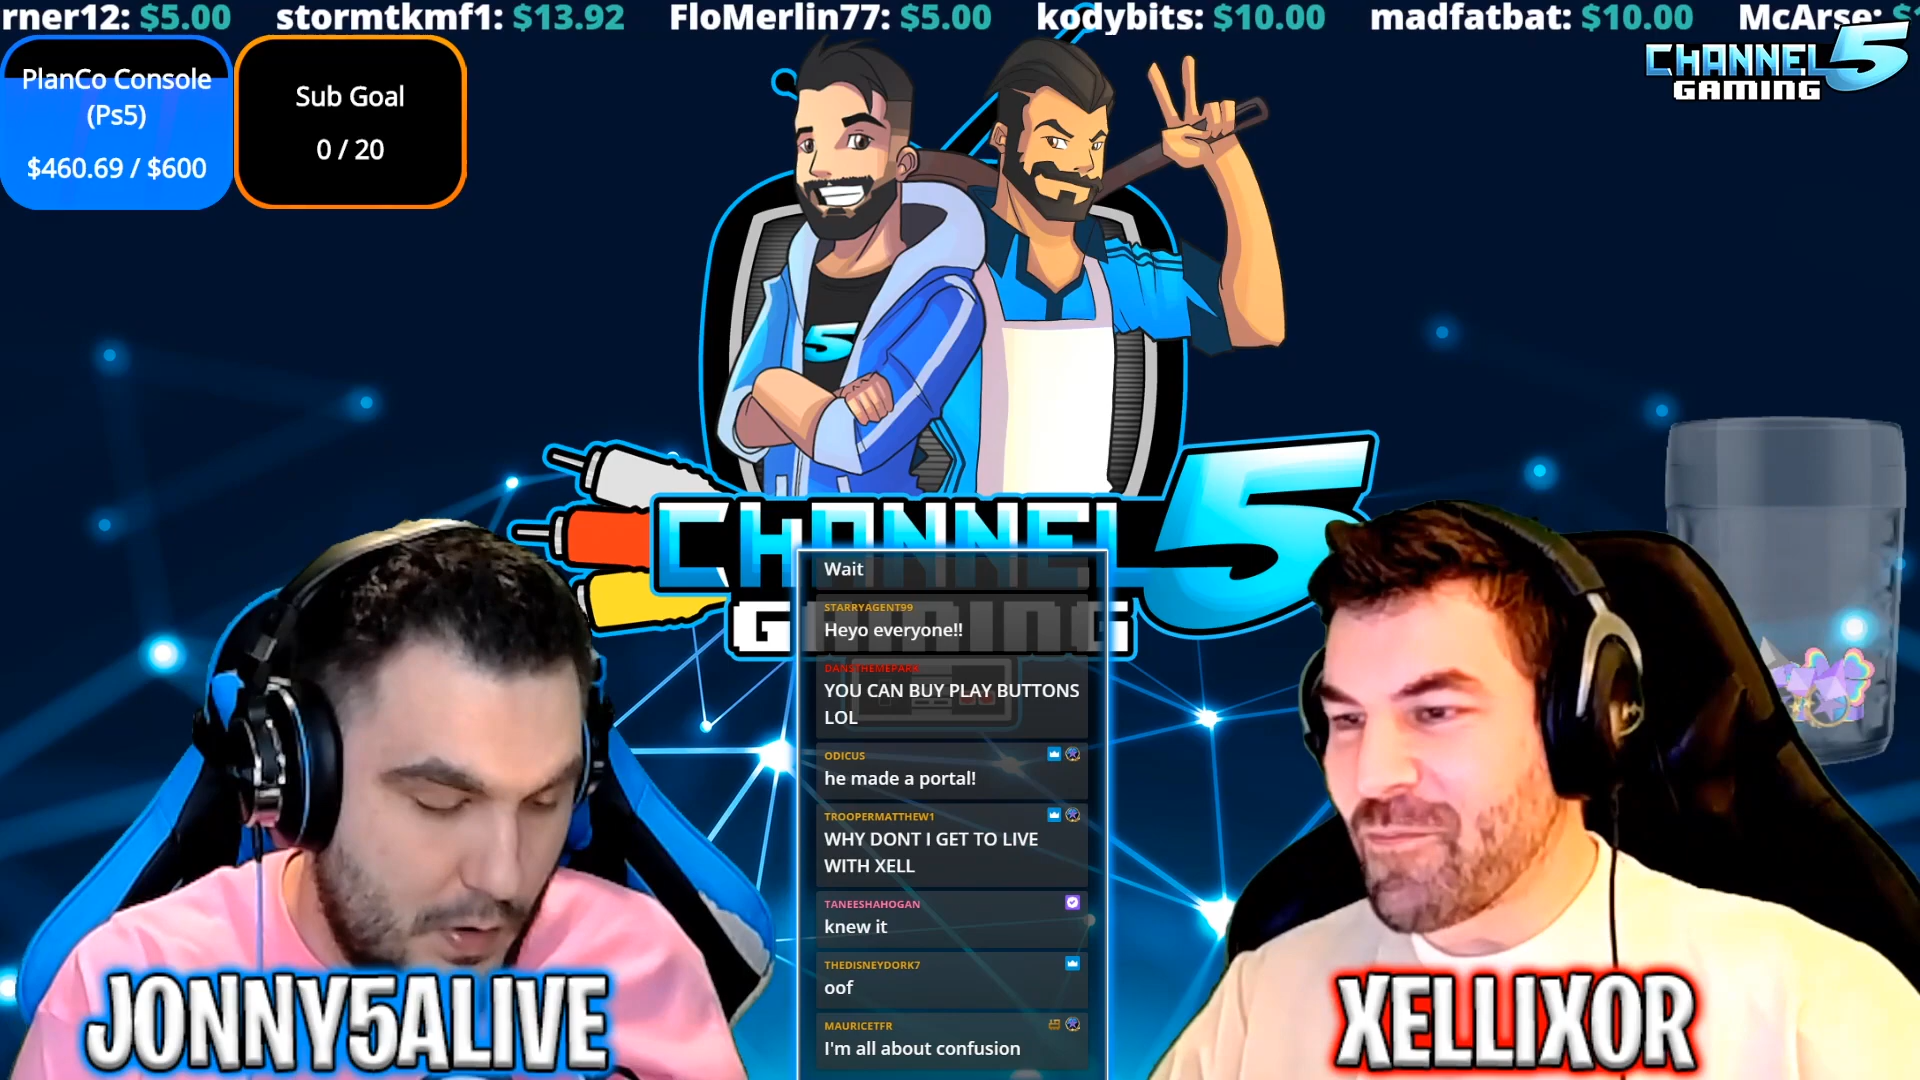 rner12: $5.00 stormtkmf1: $13.92 FloMerlin77: $5.00 kodybits: $10.00 madfatbat: $10.00 McArse:
PlanCo Console
(Ps5)
$460.69 / $600
Sub Goal
0 / 20
CHANNEL 5
GAMING
5
CHANNEL 5
GAMING
Wait
STARRYAGENT99
Heyo everyone!!
DANSTHEMEPARK
YOU CAN BUY PLAY BUTTONS
LOL
ODICUS
he made a portal!
TROOPERMATTHEW1
WHY DONT I GET TO LIVE
WITH XELL
TANEESHAHOGAN
knew it
THEDISNEYDORK7
oof
MAURICETFR
I'm all about confusion
JONNY5ALIVE
XELLIXOR